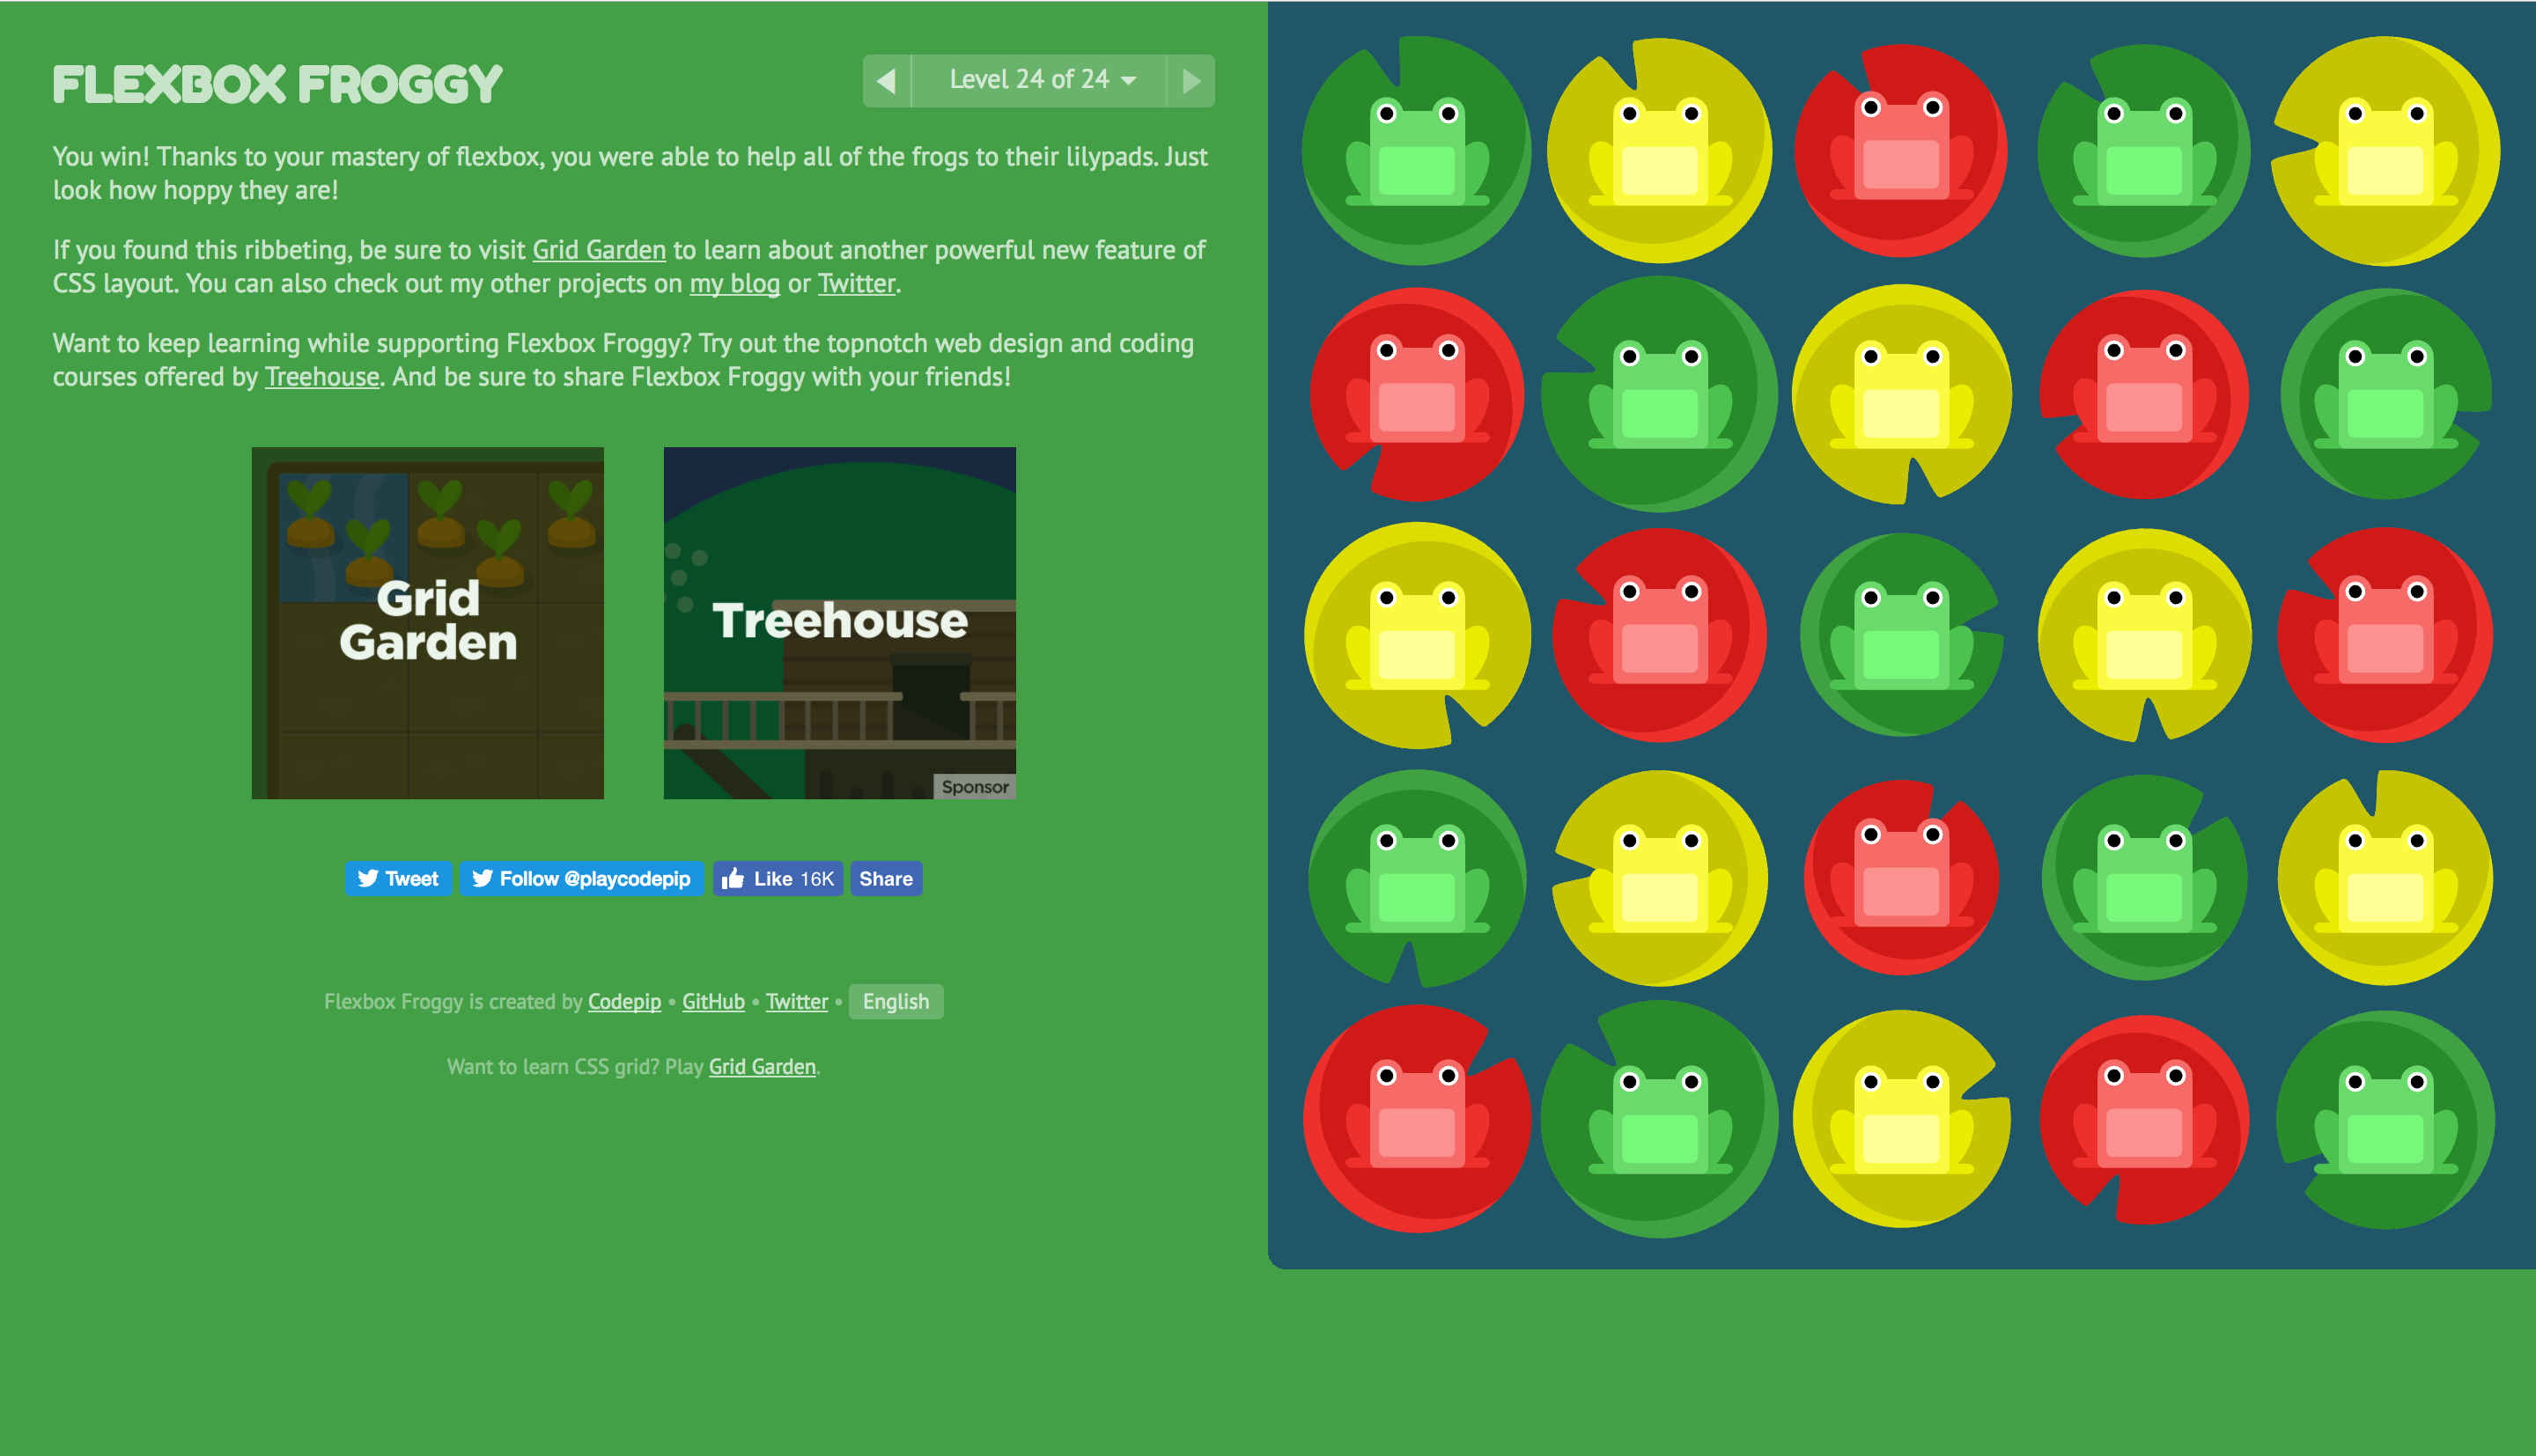 FLEXBOX FROGGY
Level 24 of 24
You win! Thanks to your mastery of flexbox, you were able to help all of the frogs to their lilypads. Just
look how hoppy they are!
If you found this ribbeting, be sure to visit Grid Garden to learn about another powerful new feature of
CSS layout. You can also check out my other projects on my blog or Twitter.
Want to keep learning while supporting Flexbox Froggy? Try out the topnotch web design and coding
courses offered by Treehouse. And be sure to share Flexbox Froggy with your friends!
Grid
Garden
Treehouse
Sponsor
Tweet Follow @playcodepip Like 16K Share
Flexbox Froggy is created by Codepip • GitHub • Twitter • English
Want to learn CSS grid? Play Grid Garden.